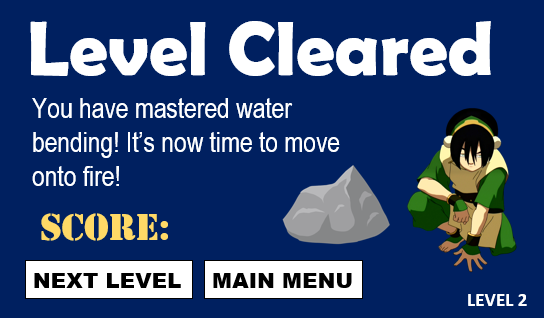 Level Cleared
You have mastered water
bending! It’s now time to move
onto fire!
SCORE:
NEXT LEVEL
MAIN MENU
LEVEL 2